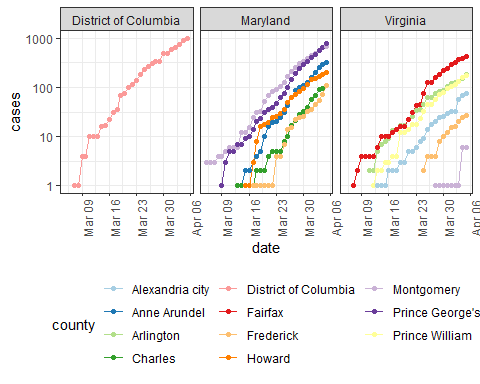 District of Columbia Maryland Virginia
1000
100
10
1
cases
Mar 09 Mar 16 Mar 23 Mar 30 Apr 06 Mar 09 Mar 16 Mar 23 Mar 30 Apr 06 Mar 09 Mar 16 Mar 23 Mar 30 Apr 06
date
county
Alexandria city District of Columbia Montgomery
Anne Arundel Fairfax Prince George's
Arlington Frederick Prince William
Charles Howard